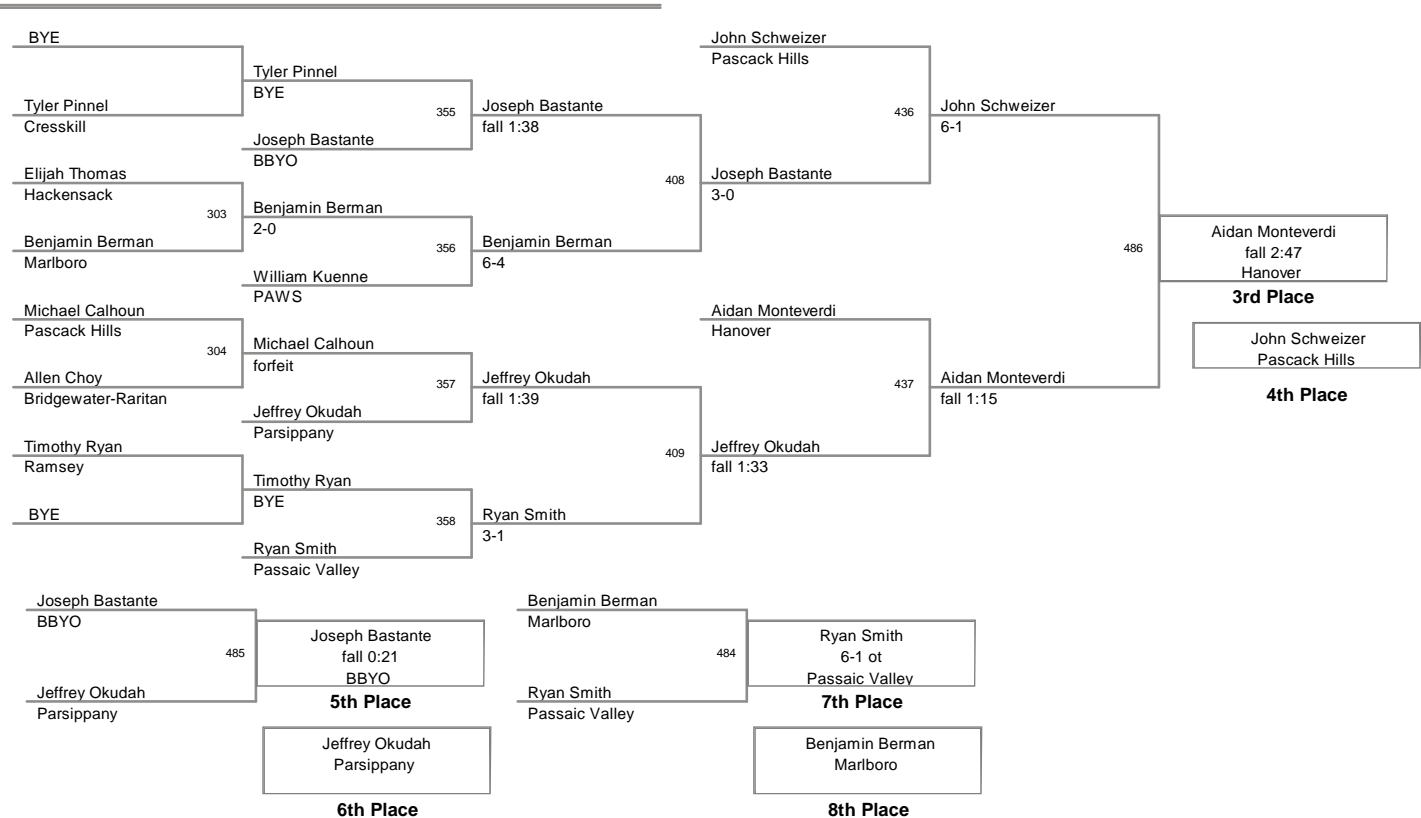 BYE
Tyler Pinnel
Cresskill
Elijah Thomas
Hackensack
303
Benjamin Berman
Marlboro
Michael Calhoun
Pascack Hills
304
Allen Choy
Bridgewater-Raritan
Timothy Ryan
Ramsey
BYE
Tyler Pinnel
BYE
355
Joseph Bastante
BBYO
Benjamin Berman
2-0
356
William Kuenne
PAWS
Michael Calhoun
forfeit
357
Jeffrey Okudah
Parsippany
Timothy Ryan
BYE
358
Ryan Smith
Passaic Valley
Joseph Bastante
fall 1:38
408
Benjamin Berman
6-4
Jeffrey Okudah
fall 1:39
409
Ryan Smith
3-1
John Schweizer
Pascack Hills
436
Joseph Bastante
3-0
Aidan Monteverdi
Hanover
437
Jeffrey Okudah
fall 1:33
John Schweizer
6-1
486
Aidan Monteverdi
fall 1:15
Aidan Monteverdi
fall 2:47
Hanover
3rd Place
John Schweizer
Pascack Hills
4th Place
Joseph Bastante
BBYO
485
Jeffrey Okudah
Parsippany
Joseph Bastante
fall 0:21
BBYO
5th Place
Jeffrey Okudah
Parsippany
6th Place
Benjamin Berman
Marlboro
484
Ryan Smith
Passaic Valley
Ryan Smith
6-1 ot
Passaic Valley
7th Place
Benjamin Berman
Marlboro
8th Place